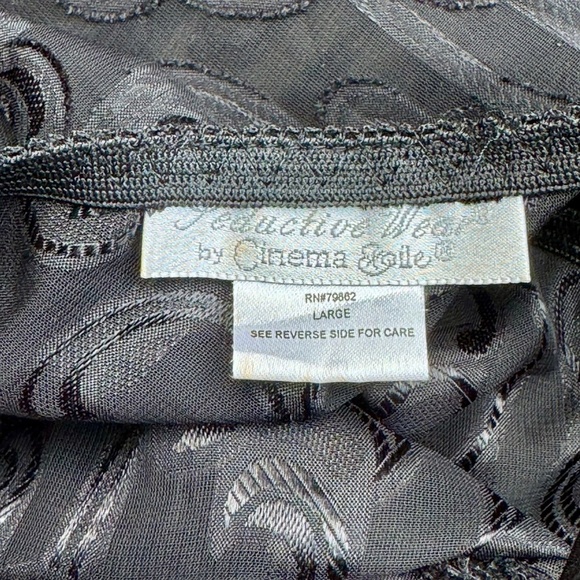 Seductive Wear®
by Cinema Etoile®
RN#79862
LARGE
SEE REVERSE SIDE FOR CARE